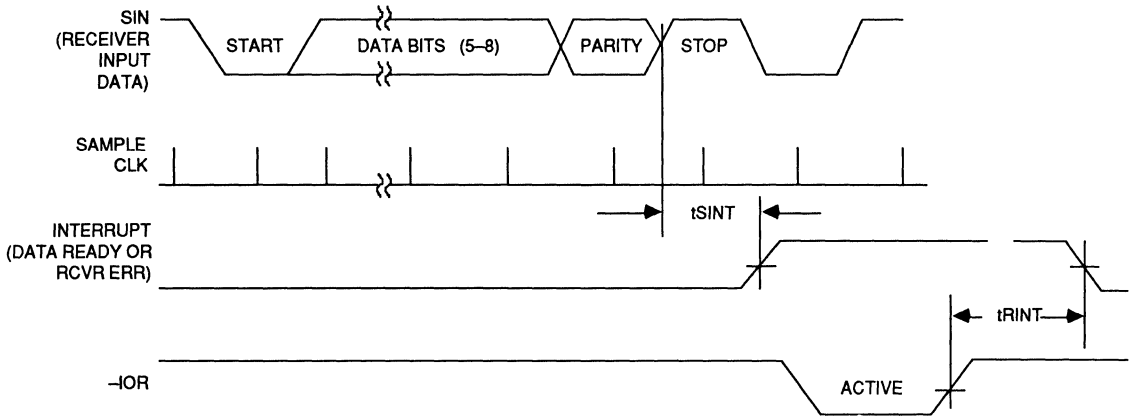 SIN
(RECEIVER
INPUT
DATA)
START
DATA BITS (5–8)
PARITY
STOP
SAMPLE
CLK
tSINT
INTERRUPT
(DATA READY OR
RCVR ERR)
tRINT
–IOR
ACTIVE